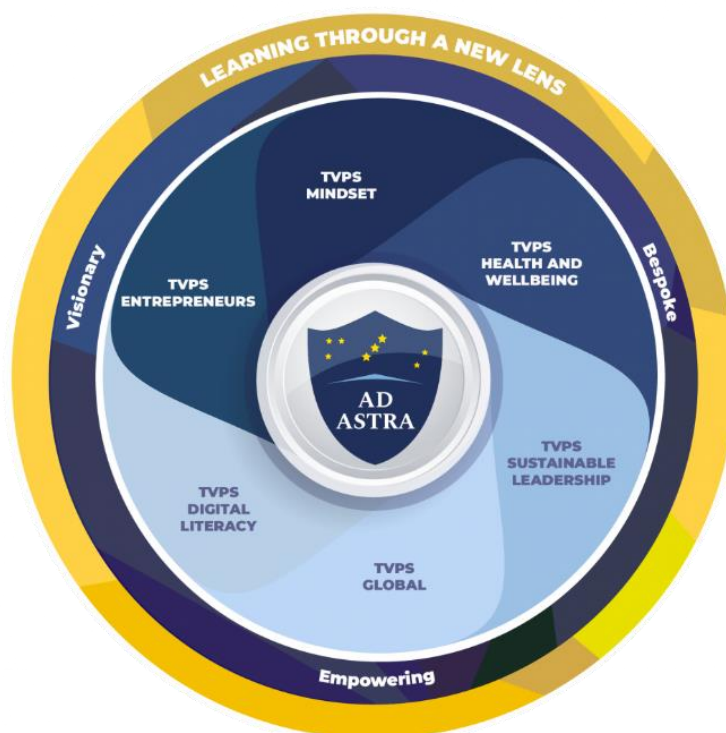 LEARNING THROUGH A NEW LENS
TVPS
MINDSET
TVPS
HEALTH AND
WELLBEING
TVPS
ENTREPRENEURS
Visionary
Bespoke
AD
ASTRA
TVPS
SUSTAINABLE
LEADERSHIP
TVPS
DIGITAL
LITERACY
TVPS
GLOBAL
Empowering